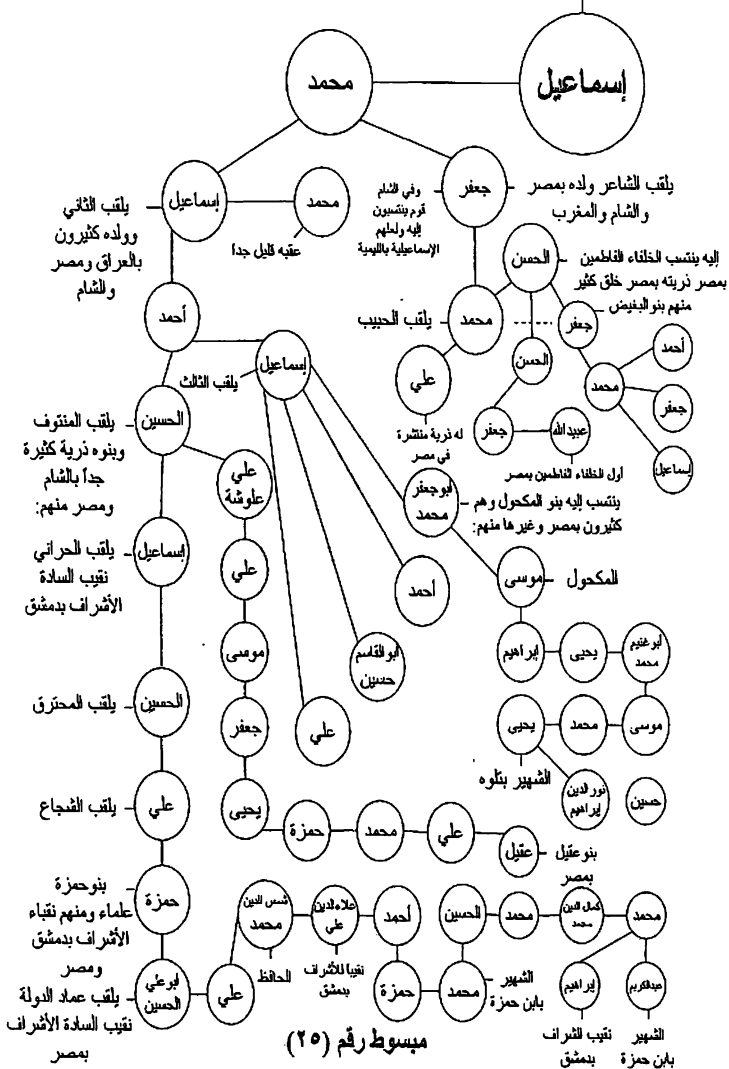 إسماعيل
محمد
جعفر
يلقب الشاعر ولده بمصر
والشام والمغرب
وفي الشام
قوم ينتسبون
إليه ولعلهم
الإسماعيلية بالليمية
محمد
عقبه قليل جداً
إسماعيل
يلقب الثاني
وولده كثيرون
بالعراق ومصر
والشام
الحسن
إليه ينتسب الخلفاء الفاطمين
بمصر ذريته بمصر خلق كثير
منهم بنو البغيض
محمد
يلقب الحبيب
جعفر
أحمد
محمد
جعفر
إسماعيل
الحسن
جعفر
عبيدالله
أول الخلفاء الفاطمين بمصر
علي
له ذرية منتشرة
في مصر
أحمد
إسماعيل
يلقب الثالث
الحسين
يلقب المنتوف
وبنوه ذرية كثيرة
جداً بالشام
ومصر منهم:
علي
علوشة
أبوجعفر
محمد
ينتسب إليه بنو المكحول وهم
كثيرون بمصر وغيرها منهم:
إسماعيل
يلقب الحراني
نقيب السادة
الأشراف بدمشق
علي
أحمد
موسى
المكحول
موسى
ابوالقاسم
حسين
إبراهيم
يحيى
أبوغنيم
محمد
الحسين
يلقب المحترق
جعفر
علي
يحيى
محمد
موسى
الشهير بتلوه
نور الدين
إبراهيم
حسين
علي
يلقب الشجاع
يحيى
حمزة
محمد
علي
عقيل
بنو عقيل
بمصر
حمزة
بنوحمزة
علماء ومنهم نقباء
الأشراف بدمشق
ومصر
شمس الدين
محمد
الحافظ
علاء الدين
علي
نقيباً للأشراف
بدمشق
أحمد
الحسين
محمد
كمال الدين
محمد
محمد
ابوعلي
الحسين
يلقب عماد الدولة
نقيب السادة الأشراف
بمصر
علي
حمزة
محمد
الشهير
بابن حمزة
إبراهيم
نقيب الشراف
بدمشق
عبدالكريم
الشهير
بابن حمزة
مبسوط رقم (٢٥)